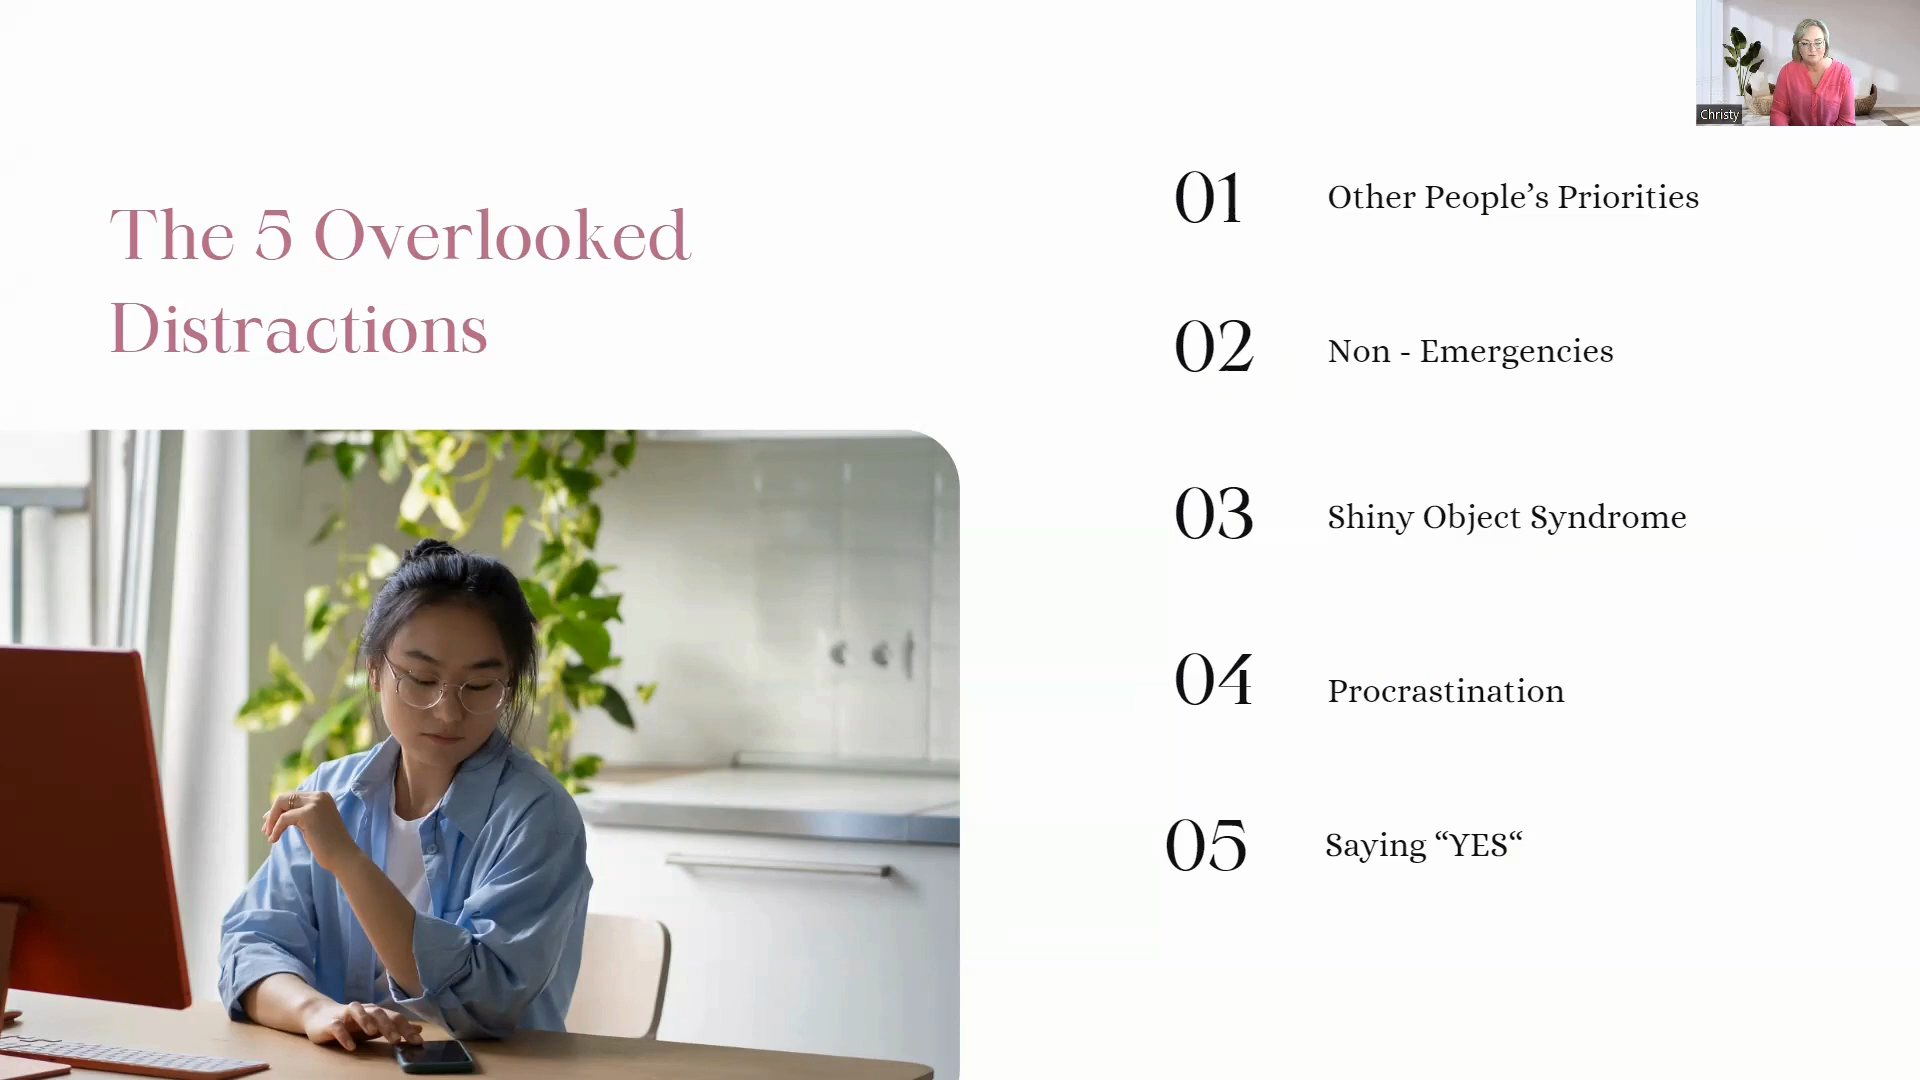 Christy
The 5 Overlooked
Distractions
01 Other People’s Priorities
02 Non - Emergencies
03 Shiny Object Syndrome
04 Procrastination
05 Saying “YES“